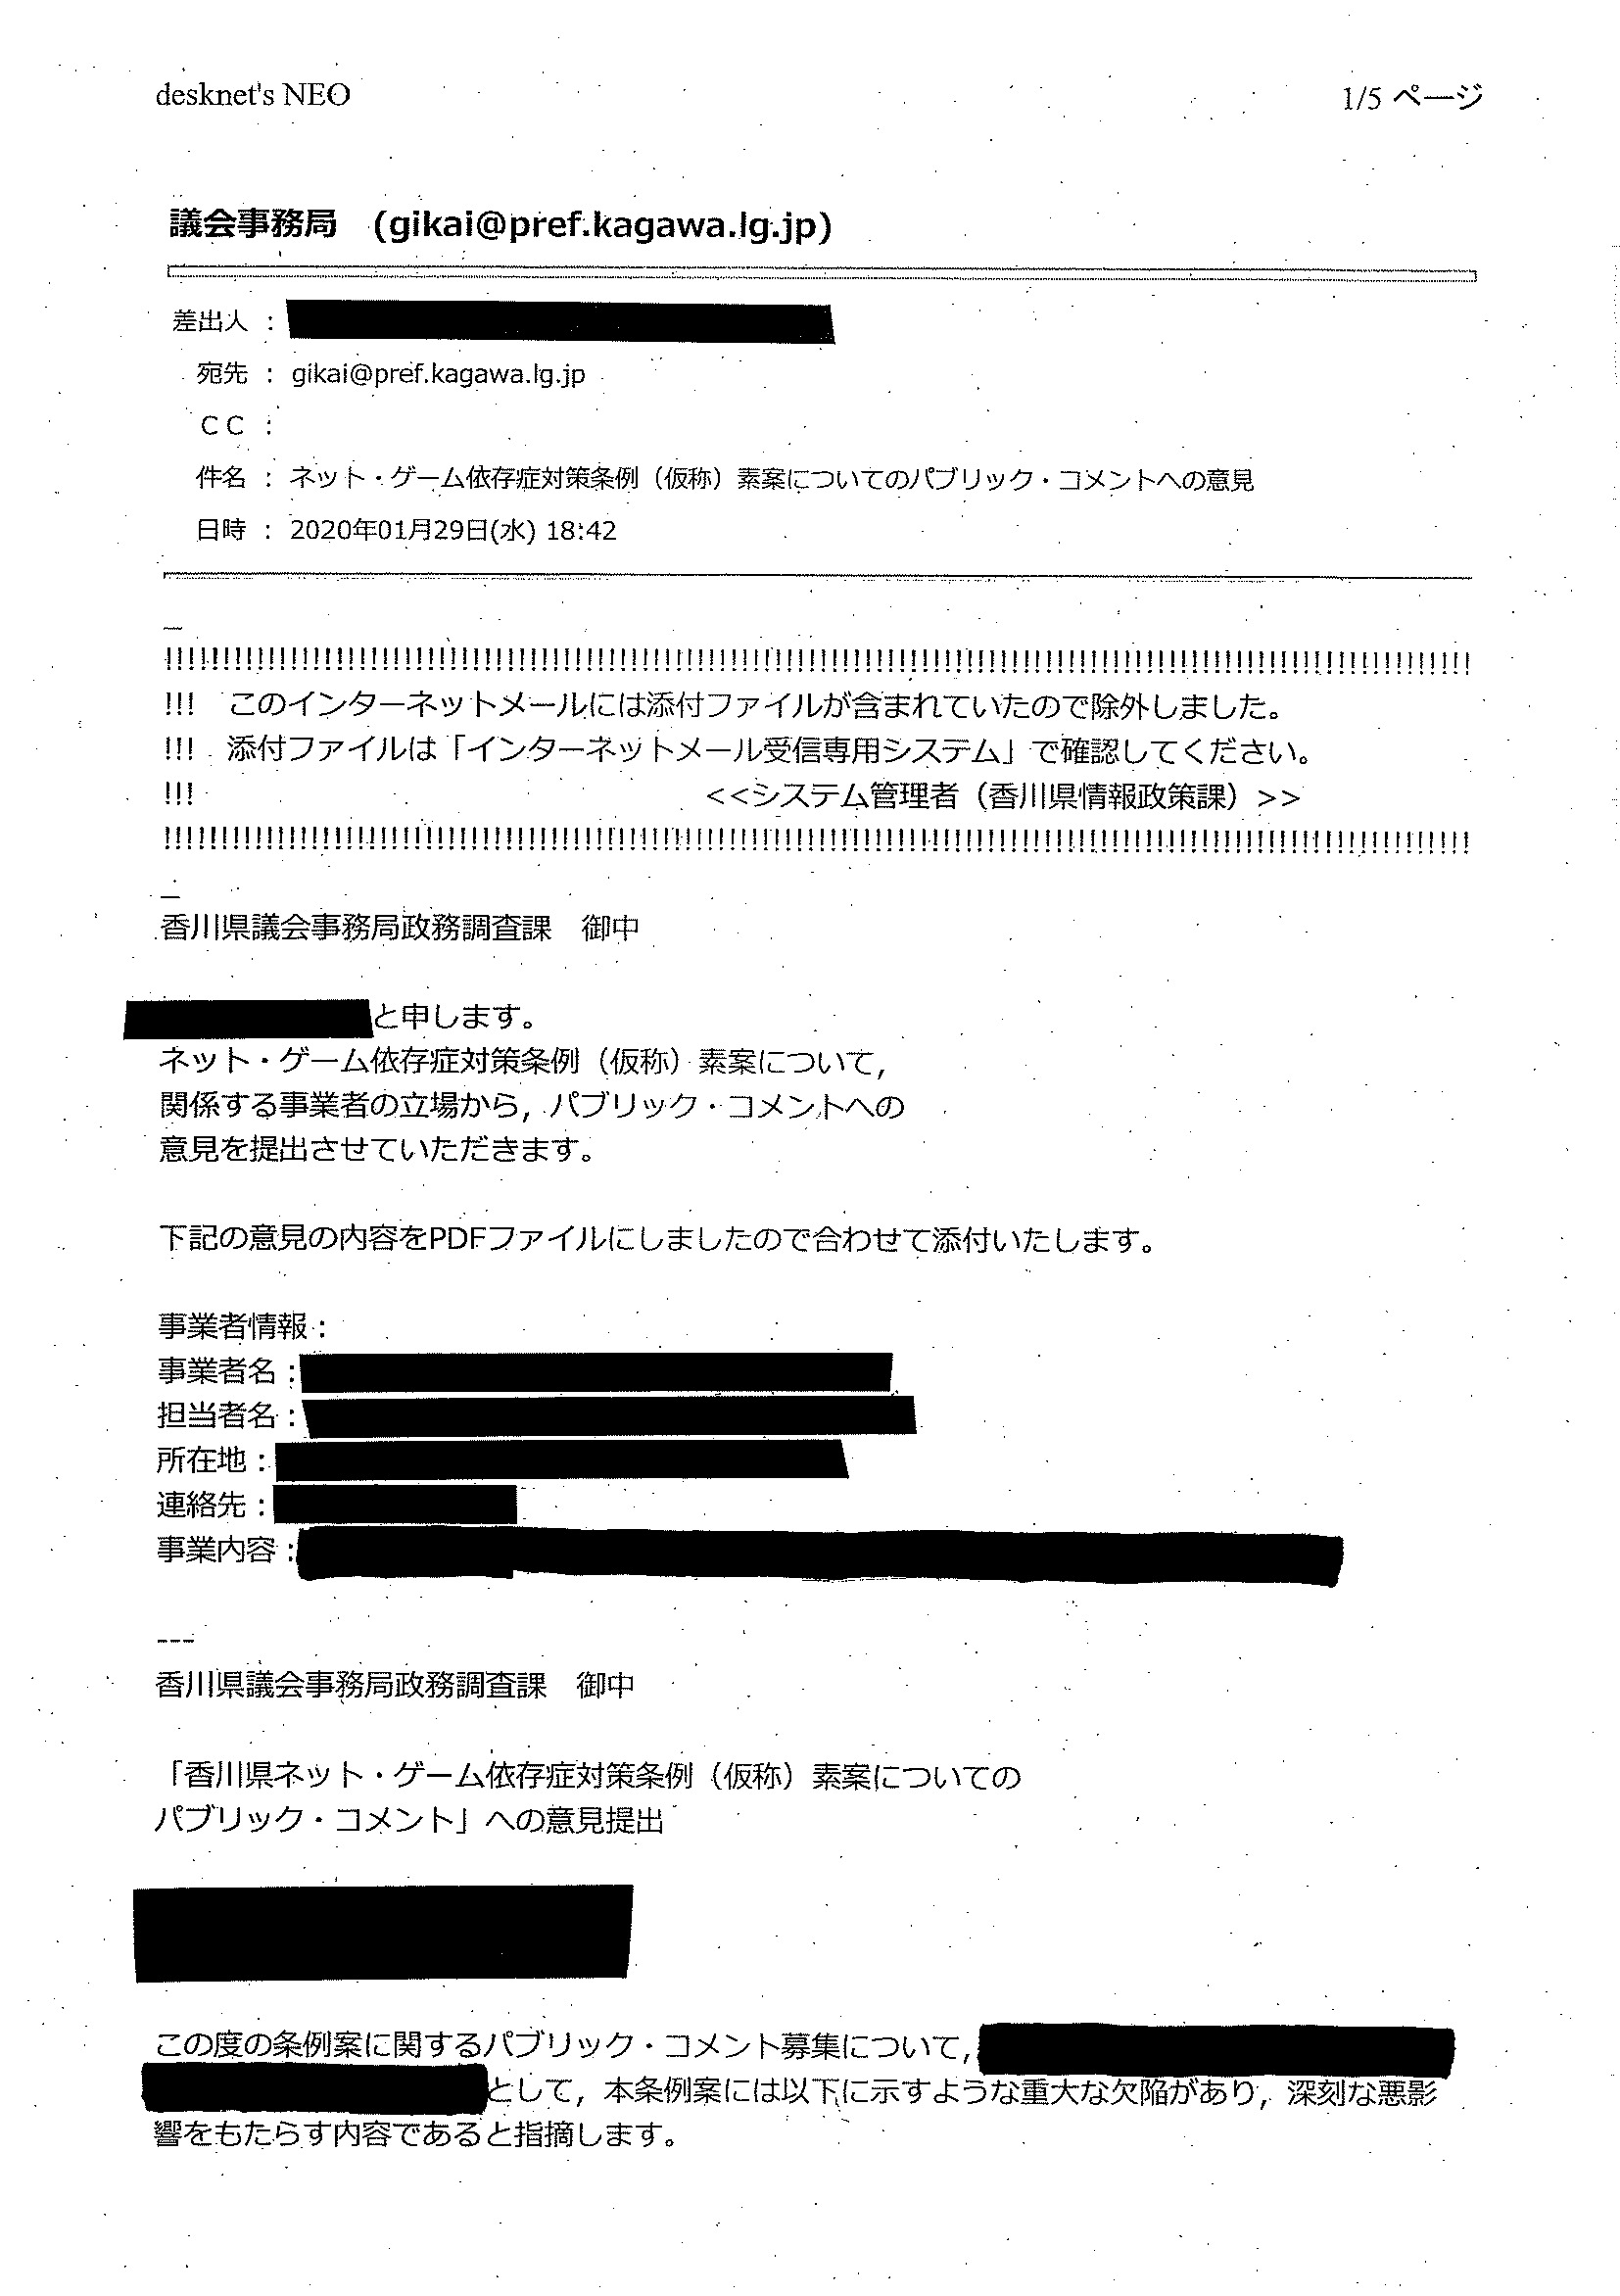 desknet's NEO
1/5 ページ
議会事務局 (gikai@pref.kagawa.lg.jp)
差出人 :
宛先 : gikai@pref.kagawa.lg.jp
ＣＣ :
件名 : ネット・ゲーム依存症対策条例（仮称）素案についてのパブリック・コメントへの意見
日時 : 2020年01月29日(水) 18:42
_
!!!!!!!!!!!!!!!!!!!!!!!!!!!!!!!!!!!!!!!!!!!!!!!!!!!!!!!!!!!!!!!!!!!!!!!!!!!!!!!!!!!!!!!!!!!!!!!!!!!!!!!!!!!!!!!!
!!! このインターネットメールには添付ファイルが含まれていたので除外しました。
!!! 添付ファイルは「インターネットメール受信専用システム」で確認してください。
!!! <<システム管理者（香川県情報政策課）>>
!!!!!!!!!!!!!!!!!!!!!!!!!!!!!!!!!!!!!!!!!!!!!!!!!!!!!!!!!!!!!!!!!!!!!!!!!!!!!!!!!!!!!!!!!!!!!!!!!!!!!!!!!!!!!!!!
_
香川県議会事務局政務調査課　御中
と申します。
ネット・ゲーム依存症対策条例（仮称）素案について,
関係する事業者の立場から, パブリック・コメントへの
意見を提出させていただきます。
下記の意見の内容をPDFファイルにしましたので合わせて添付いたします。
事業者情報：
事業者名：
担当者名：
所在地：
連絡先：
事業内容：
---
香川県議会事務局政務調査課　御中
「香川県ネット・ゲーム依存症対策条例（仮称）素案についての
パブリック・コメント」への意見提出
この度の条例案に関するパブリック・コメント募集について,
として, 本条例案には以下に示すような重大な欠陥があり, 深刻な悪影
響をもたらす内容であると指摘します。